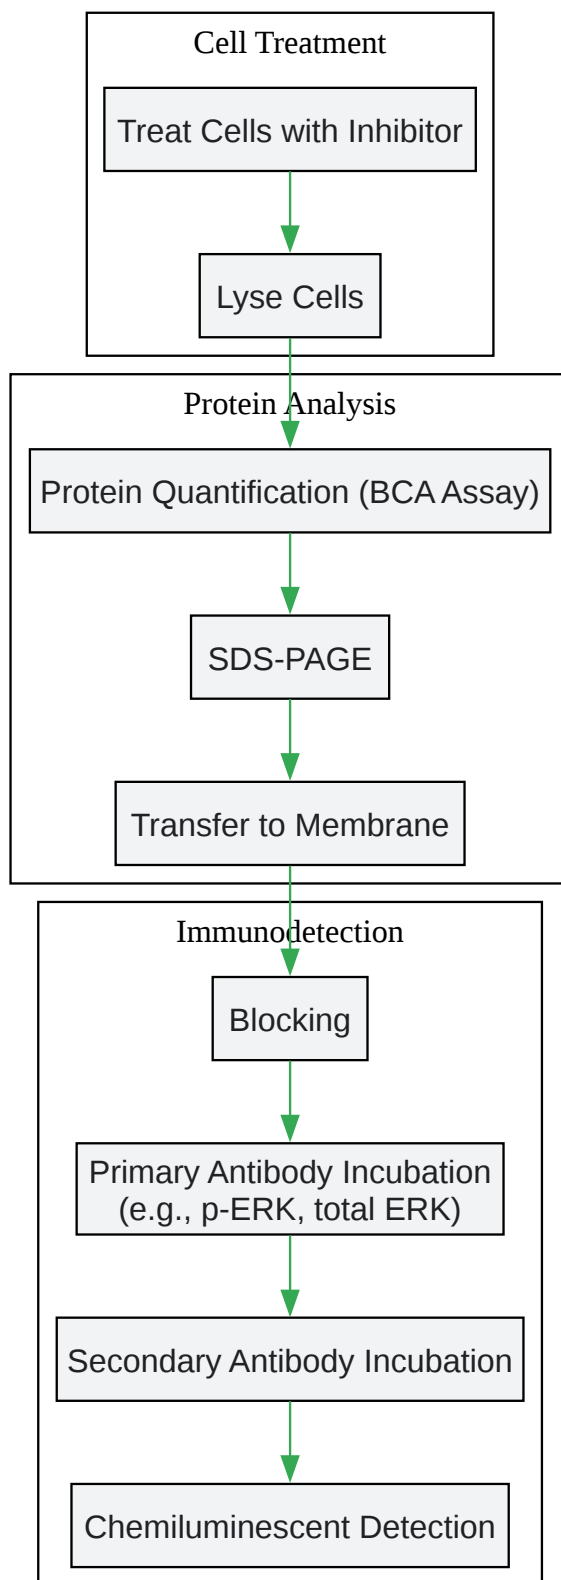 Cell Treatment
Treat Cells with Inhibitor
Lyse Cells
Protein Analysis
Protein Quantification (BCA Assay)
SDS-PAGE
Transfer to Membrane
Immunodetection
Blocking
Primary Antibody Incubation
(e.g., p-ERK, total ERK)
Secondary Antibody Incubation
Chemiluminescent Detection